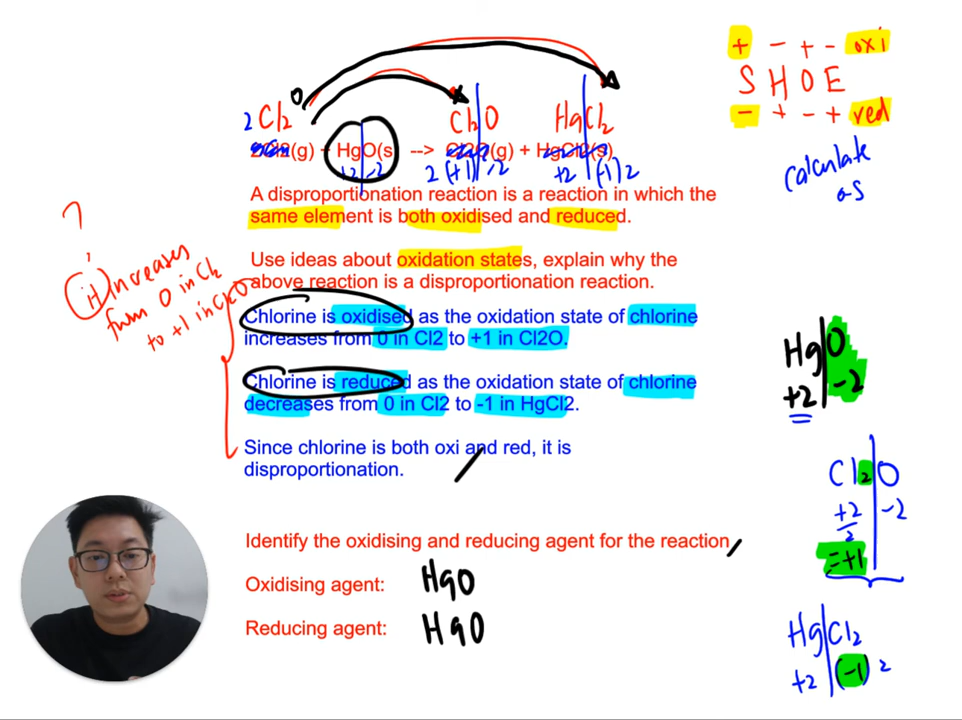 + - + - oxi
S H O E
- + - + red
calculate
OS
0
2 Cl2 Cl2 O Hg Cl2
2Cl2(g) + HgO(s) --> Cl2O(g) + HgCl2(s)
+2 -2 2 (+1) -2 +2 (-1) 2
A disproportionation reaction is a reaction in which the
same element is both oxidised and reduced.
Use ideas about oxidation states, explain why the
above reaction is a disproportionation reaction.
Chlorine is oxidised as the oxidation state of chlorine
increases from 0 in Cl2 to +1 in Cl2O.
Chlorine is reduced as the oxidation state of chlorine
decreases from 0 in Cl2 to -1 in HgCl2.
Since chlorine is both oxi and red, it is
disproportionation.
Identify the oxidising and reducing agent for the reaction
Oxidising agent: HgO
Reducing agent: HgO
?
it increases
from 0 in Cl2
to +1 in Cl2O
Hg O
+2 -2
Cl2 O
+2 -2
2
= +1
Hg Cl2
+2 (-1) 2